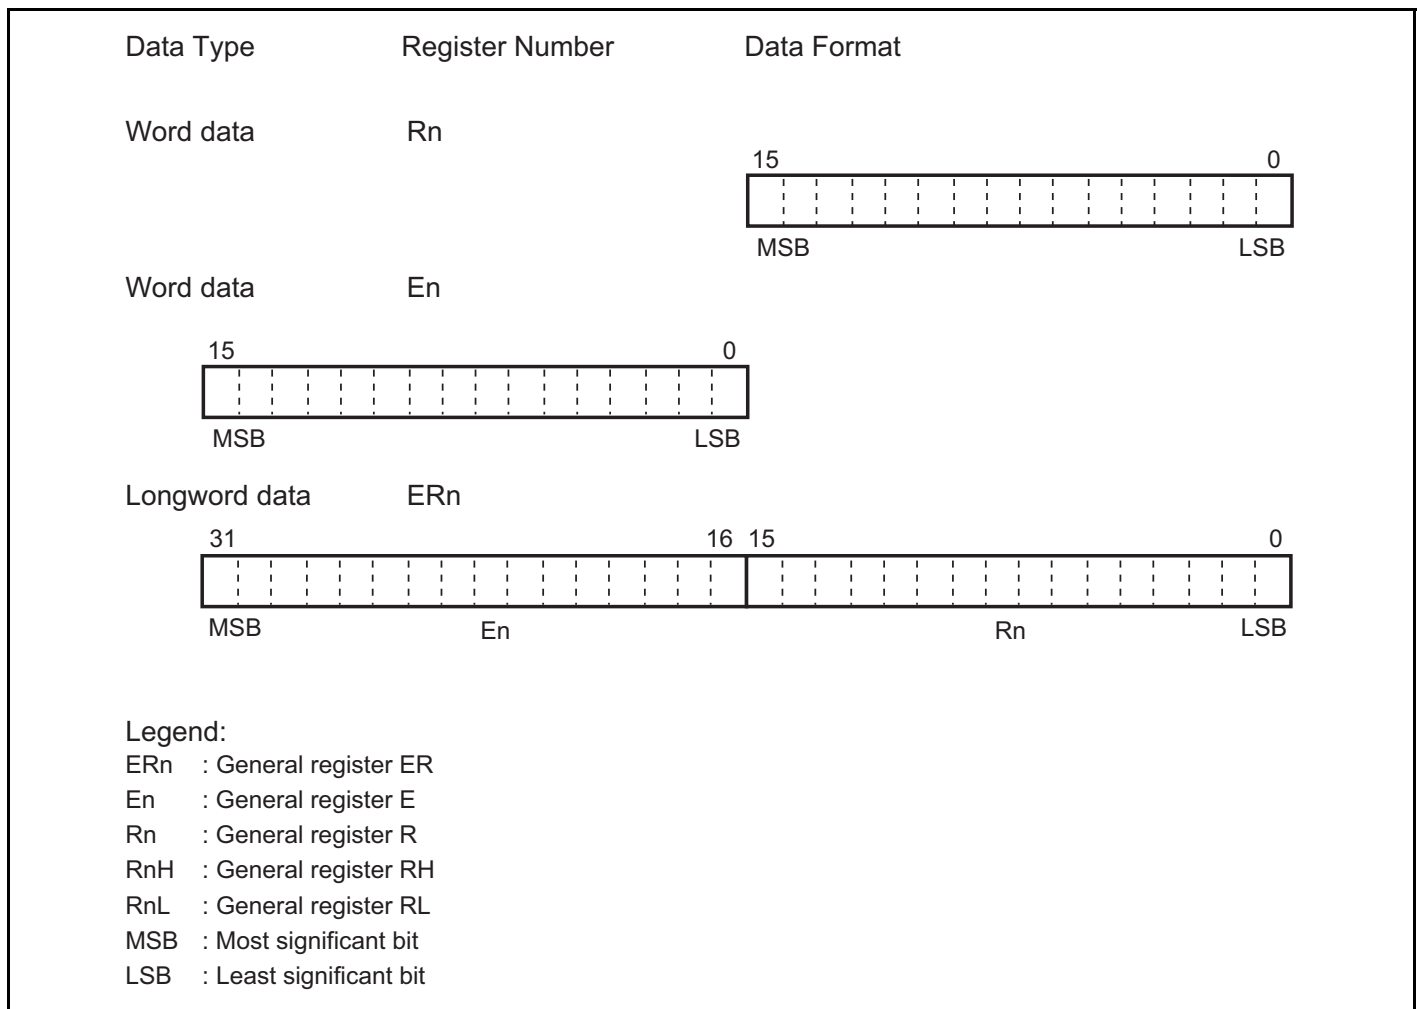 Data Type Register Number Data Format
Word data Rn
15 0
MSB LSB
Word data En
15 0
MSB LSB
Longword data ERn
31 16 15 0
MSB En Rn LSB
Legend:
ERn : General register ER
En : General register E
Rn : General register R
RnH : General register RH
RnL : General register RL
MSB : Most significant bit
LSB : Least significant bit